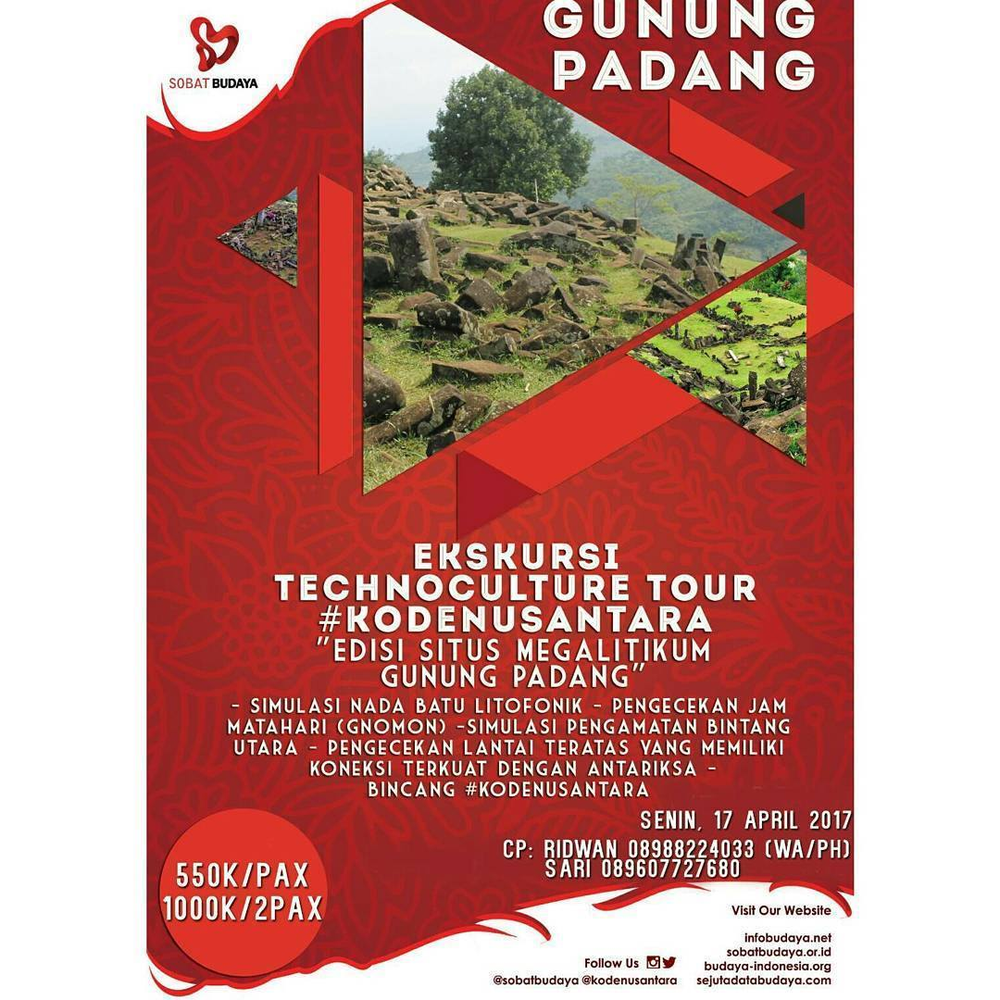 GUNUNG
PADANG
SOBAT BUDAYA
EKSKURSI
TECHNOCULTURE TOUR
#KODENUSANTARA
"EDISI SITUS MEGALITIKUM
GUNUNG PADANG"
- SIMULASI NADA BATU LITOFONIK - PENGECEKAN JAM
MATAHARI (GNOMON) -SIMULASI PENGAMATAN BINTANG
UTARA - PENGECEKAN LANTAI TERATAS YANG MEMILIKI
KONEKSI TERKUAT DENGAN ANTARIKSA -
BINCANG #KODENUSANTARA
SENIN, 17 APRIL 2017
CP: RIDWAN 08988224033 (WA/PH)
SARI 089607727680
550K/PAX
1000K/2PAX
Visit Our Website
infobudaya.net
sobatbudaya.or.id
budaya-indonesia.org
sejutadatabudaya.com
Follow Us
@sobatbudaya @kodenusantara